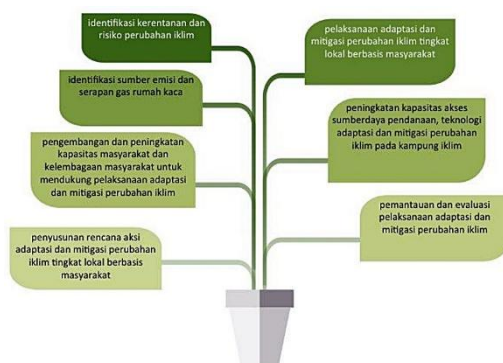 identifikasi kerentanan dan
risiko perubahan iklim
identifikasi sumber emisi dan
serapan gas rumah kaca
pengembangan dan peningkatan
kapasitas masyarakat dan
kelembagaan masyarakat untuk
mendukung pelaksanaan adaptasi
dan mitigasi perubahan iklim
penyusunan rencana aksi
adaptasi dan mitigasi perubahan
iklim tingkat lokal berbasis
masyarakat
pelaksanaan adaptasi dan
mitigasi perubahan iklim tingkat
lokal berbasis masyarakat
peningkatan kapasitas akses
sumberdaya pendanaan, teknologi
adaptasi dan mitigasi perubahan
iklim pada kampung iklim
pemantauan dan evaluasi
pelaksanaan adaptasi dan
mitigasi perubahan iklim